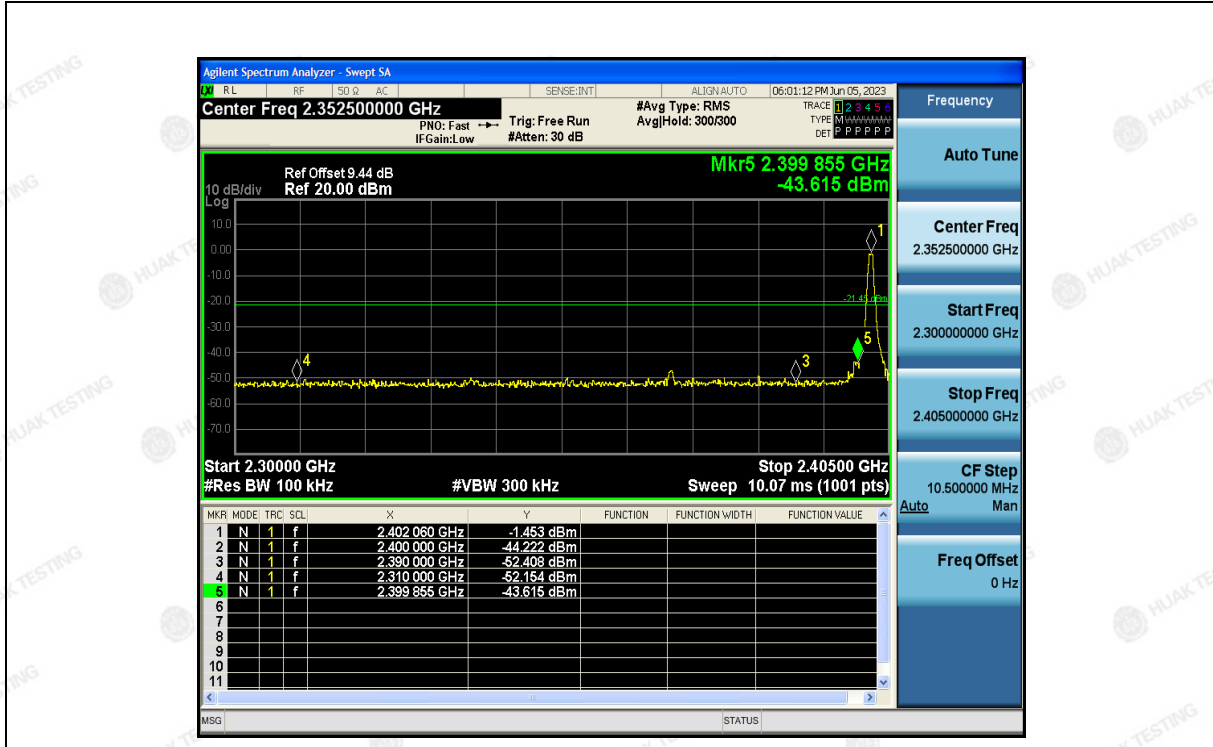 Agilent Spectrum Analyzer - Swept SA
LXI RL RF 50 Ω AC SENSE:INT ALIGN AUTO 06:01:12 PM Jun 05, 2023
Center Freq 2.352500000 GHz
PNO: Fast
IFGain:Low
Trig: Free Run
#Atten: 30 dB
#Avg Type: RMS
Avg|Hold: 300/300
TRACE 1 2 3 4 5 6
TYPE M
DET P P P P P P
Frequency
Mkr5 2.399 855 GHz
-43.615 dBm
Ref Offset 9.44 dB
10 dB/div Ref 20.00 dBm
Log
10.0
0.00
-10.0
-20.0
-30.0
-40.0
-50.0
-60.0
-70.0
1
-21.45 dBm
5
4
3
Start 2.30000 GHz Stop 2.40500 GHz
#Res BW 100 kHz #VBW 300 kHz Sweep 10.07 ms (1001 pts)
MKR MODE TRC SCL X Y FUNCTION FUNCTION WIDTH FUNCTION VALUE
1 N 1 f 2.402 060 GHz -1.453 dBm
2 N 1 f 2.400 000 GHz -44.222 dBm
3 N 1 f 2.390 000 GHz -52.408 dBm
4 N 1 f 2.310 000 GHz -52.154 dBm
5 N 1 f 2.399 855 GHz -43.615 dBm
6
7
8
9
10
11
MSG STATUS
Auto Tune
Center Freq
2.352500000 GHz
Start Freq
2.300000000 GHz
Stop Freq
2.405000000 GHz
CF Step
10.500000 MHz
Auto Man
Freq Offset
0 Hz
HUAK TESTING